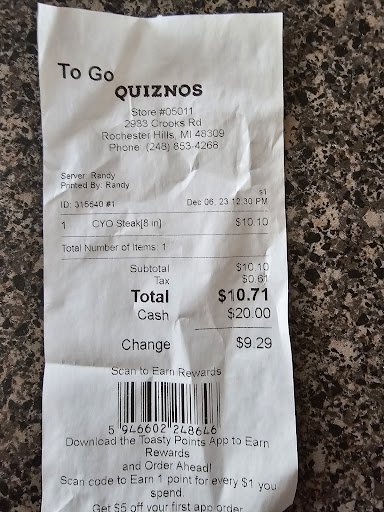 To Go
QUIZNOS
Store #05011
2933 Crooks Rd
Rochester Hills, MI 48309
Phone (248) 853-4268
Server: Randy
Printed By: Randy
s1
ID: 315640 #1 Dec 06, 23 12:30 PM
1 CYO Steak[8 in] $10.10
Total Number of Items: 1
Subtotal $10.10
Tax $0.61
Total $10.71
Cash $20.00
Change $9.29
Scan to Earn Rewards
5 946602 248646
Download the Toasty Points App to Earn
Rewards
and Order Ahead!
Scan code to Earn 1 point for every $1 you
spend.
Get $5 off your first app order